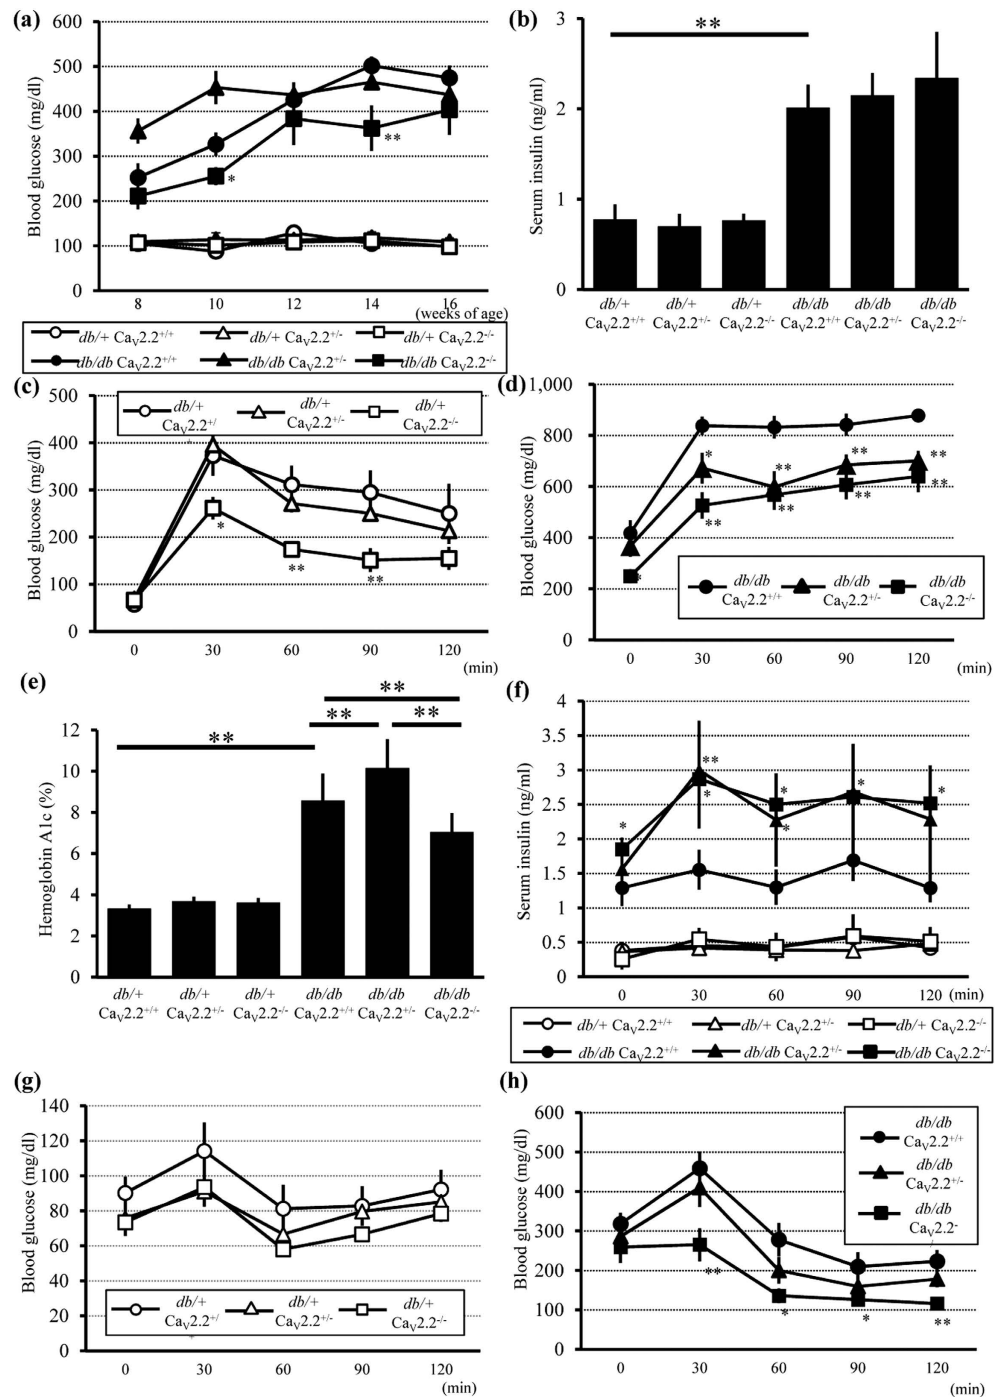 (a)
Blood glucose (mg/dl)
600
500
400
300
200
100
0
*
**
8 10 12 14 16
(weeks of age)
db/+ CaV2.2+/+ db/+ CaV2.2+/- db/+ CaV2.2-/-
db/db CaV2.2+/+ db/db CaV2.2+/- db/db CaV2.2-/-
(b)
Serum insulin (ng/ml)
3
2
1
0
**
db/+ db/+ db/+ db/db db/db db/db
CaV2.2+/+ CaV2.2+/- CaV2.2-/- CaV2.2+/+ CaV2.2+/- CaV2.2-/-
(c)
Blood glucose (mg/dl)
500
400
300
200
100
0
db/+ db/+ db/+
CaV2.2+/ CaV2.2+/- CaV2.2-/-
*
**
**
0 30 60 90 120
(min)
(d)
Blood glucose (mg/dl)
1,000
800
600
400
200
0
* ** ** **
* ** ** ** **
db/db db/db db/db
CaV2.2+/+ CaV2.2+/- CaV2.2-/-
0 30 60 90 120
(min)
(e)
Hemoglobin A1c (%)
12
10
8
6
4
2
0
**
** **
**
db/+ db/+ db/+ db/db db/db db/db
CaV2.2+/+ CaV2.2+/- CaV2.2-/- CaV2.2+/+ CaV2.2+/- CaV2.2-/-
(f)
Serum insulin (ng/ml)
4
3.5
3
2.5
2
1.5
1
0.5
0
* ** * * *
* *
0 30 60 90 120 (min)
db/+ CaV2.2+/+ db/+ CaV2.2+/- db/+ CaV2.2-/-
db/db CaV2.2+/+ db/db CaV2.2+/- db/db CaV2.2-/-
(g)
Blood glucose (mg/dl)
140
120
100
80
60
40
20
0
db/+ db/+ db/+
CaV2.2+/ CaV2.2+/- CaV2.2-/-
0 30 60 90 120
(min)
(h)
Blood glucose (mg/dl)
600
500
400
300
200
100
0
db/db
CaV2.2+/+
db/db
CaV2.2+/-
db/db
CaV2.2-
** * * **
0 30 60 90 120
(min)